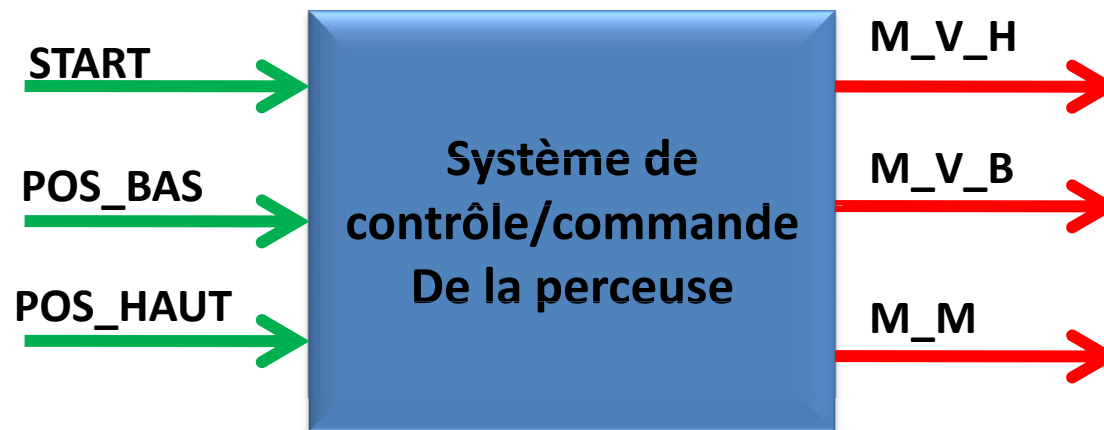 START
POS_BAS
POS_HAUT
Système de
contrôle/commande
De la perceuse
M_V_H
M_V_B
M_M